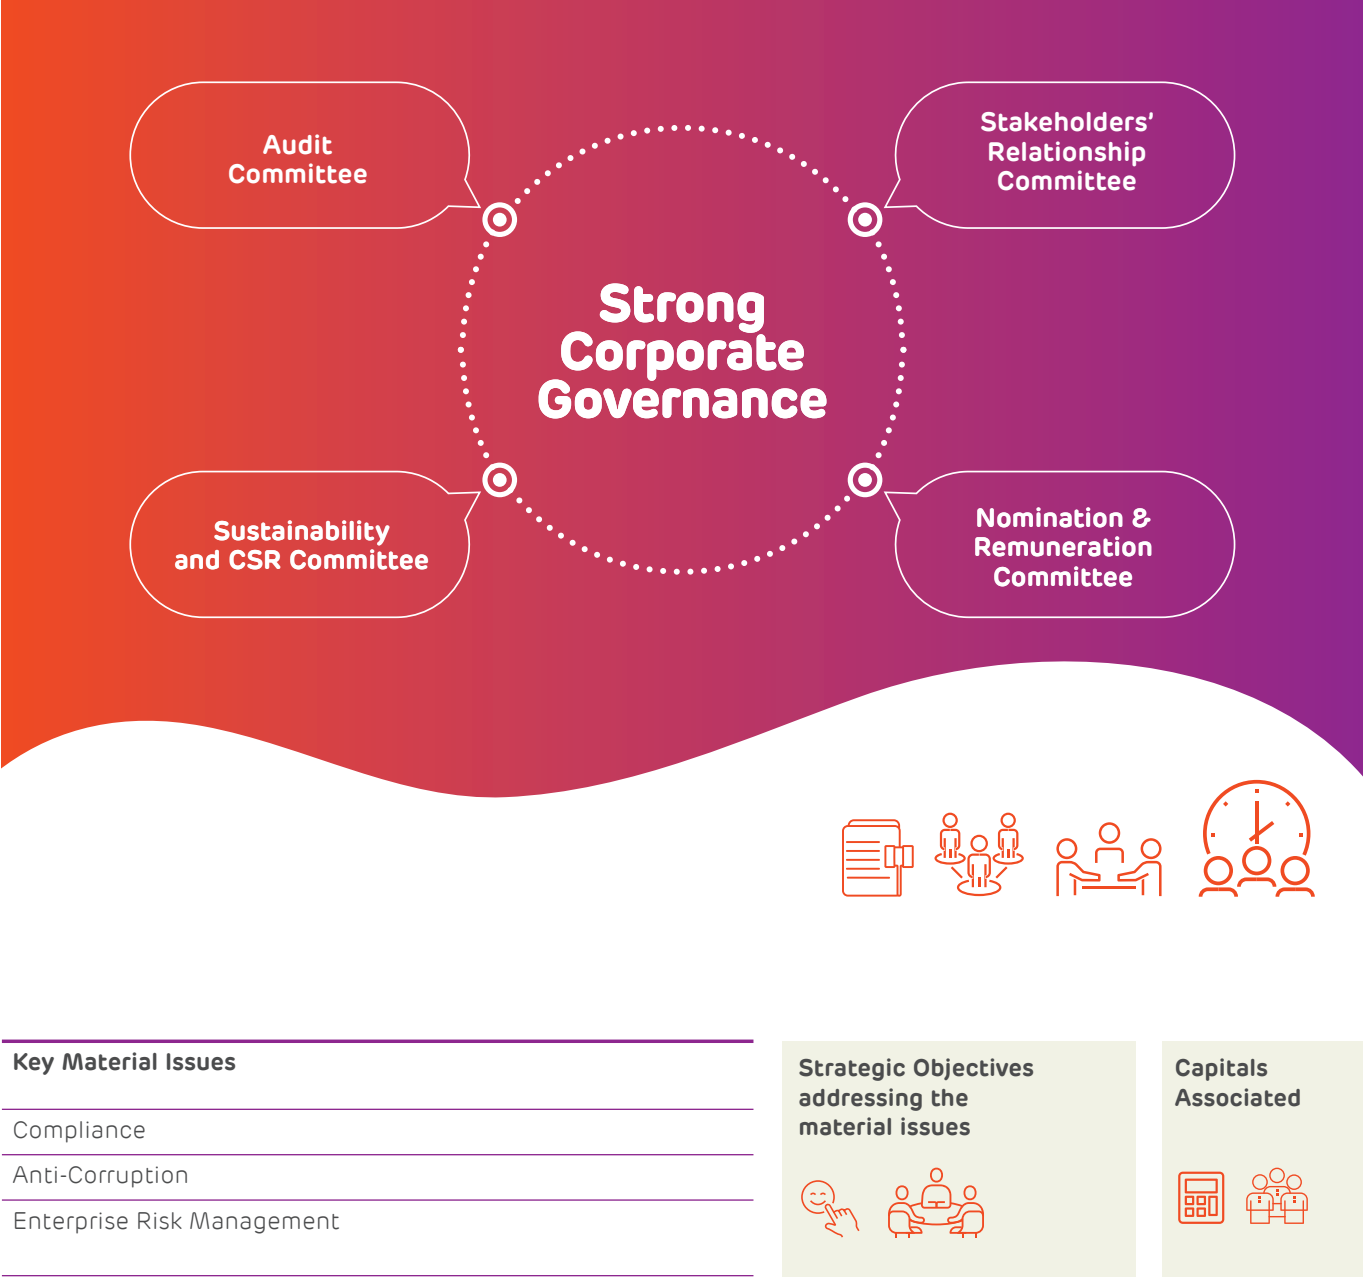 Audit
Committee
Stakeholders’
Relationship
Committee
Strong
Corporate
Governance
Sustainability
and CSR Committee
Nomination &
Remuneration
Committee
Key Material Issues
Compliance
Anti-Corruption
Enterprise Risk Management
Strategic Objectives
addressing the
material issues
Capitals
Associated